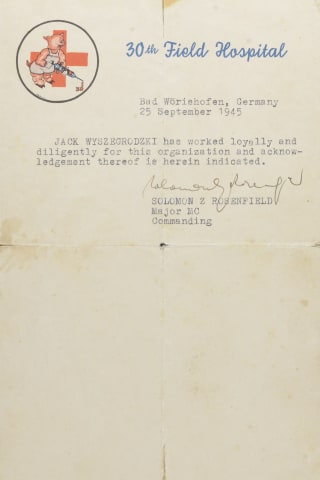 30th Field Hospital
Bad Wörishofen, Germany
25 September 1945
JACK WYSZEGRODZKI has worked loyally and
diligently for this organization and acknow-
ledgement thereof is herein indicated.
SOLOMON Z ROSENFIELD
Major MC
Commanding